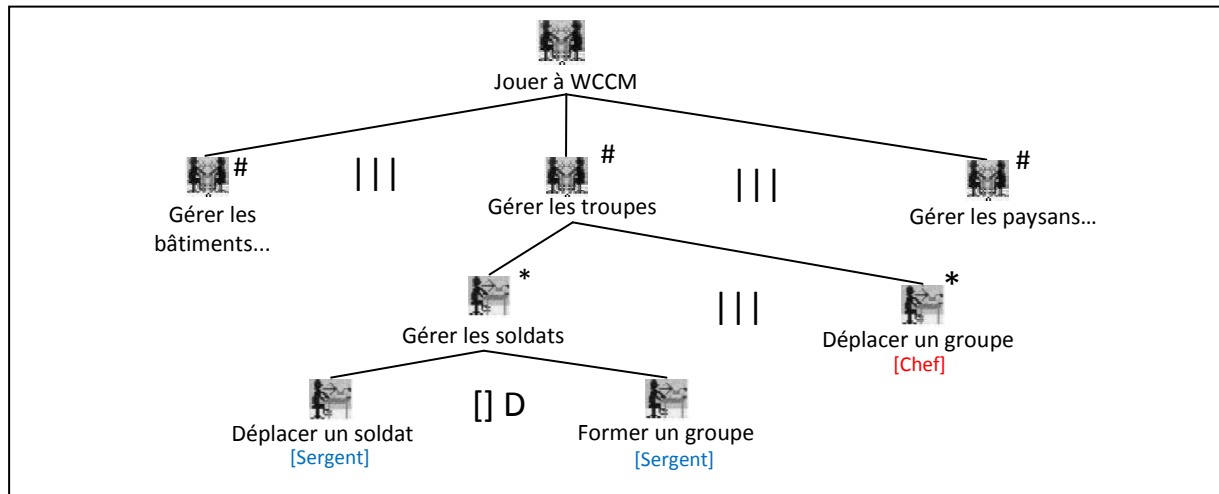 Jouer à WCCM
# ||| # ||| #
Gérer les
bâtiments...
Gérer les troupes
Gérer les paysans...
* ||| *
Gérer les soldats
Déplacer un groupe
[Chef]
[] D
Déplacer un soldat
[Sergent]
Former un groupe
[Sergent]